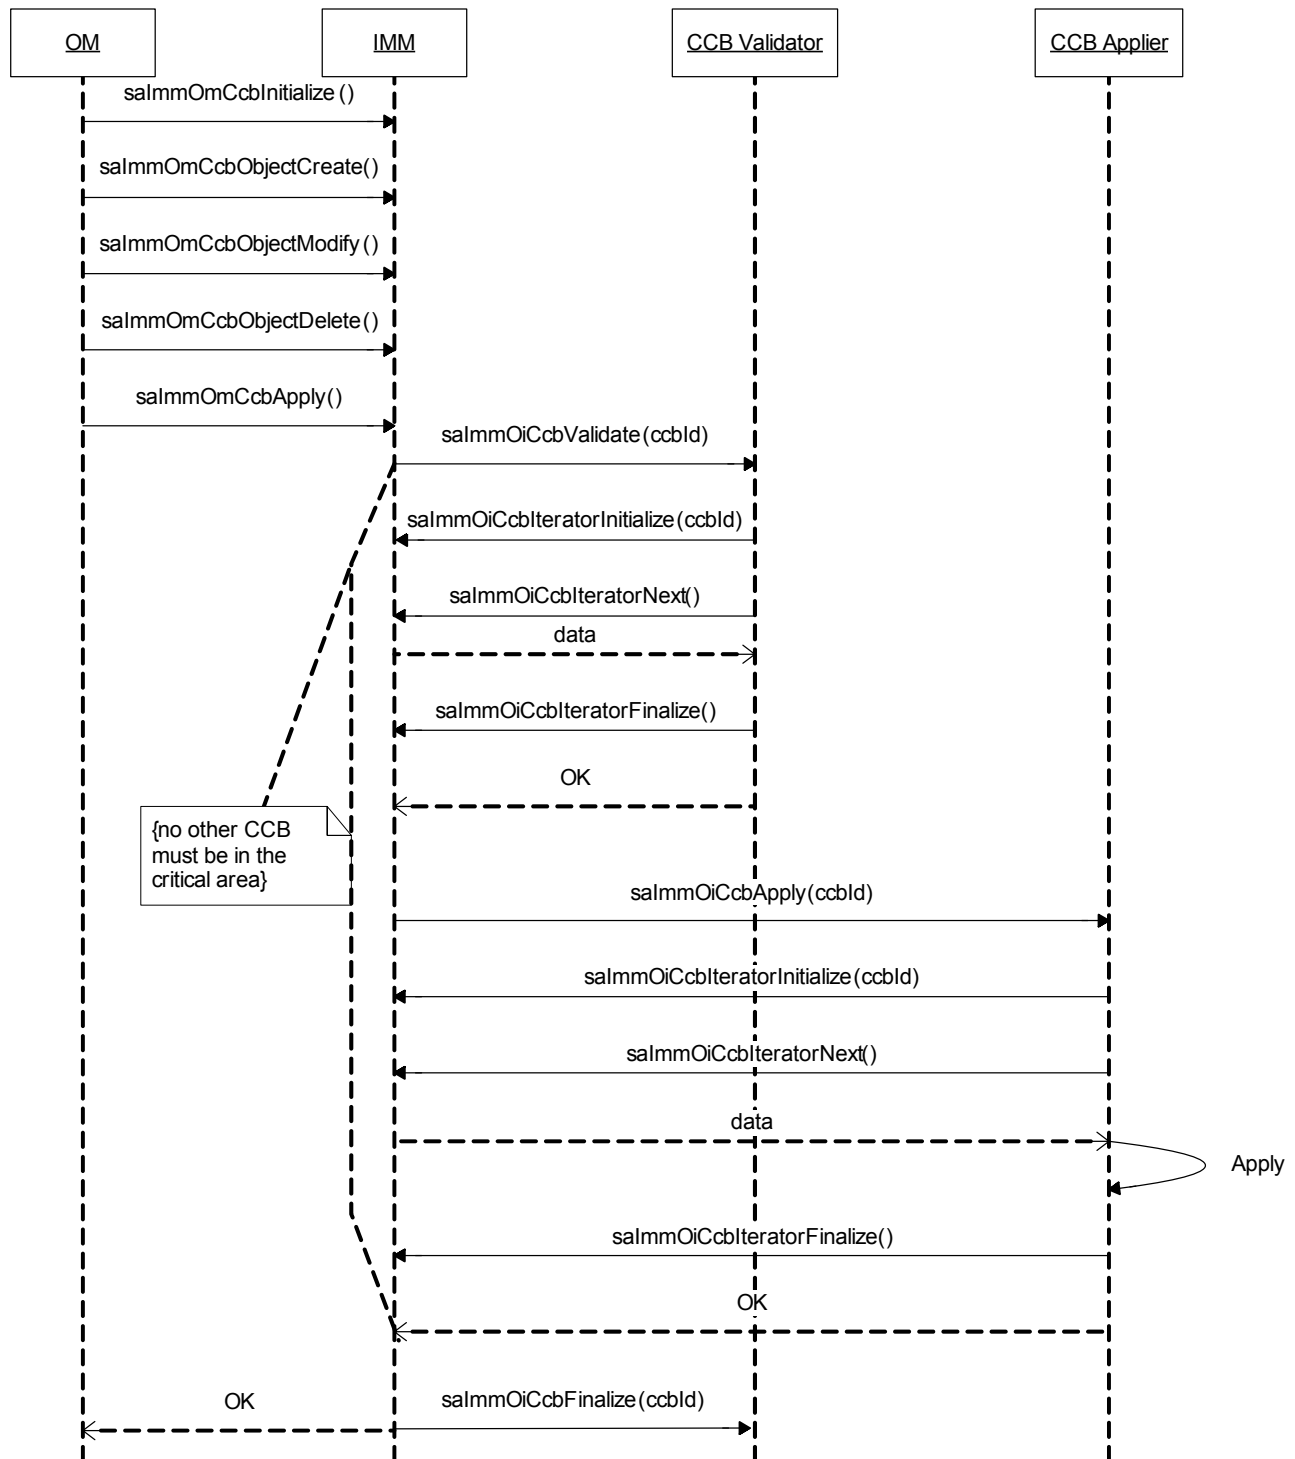 OM
IMM
CCB Validator
CCB Applier
saImmOmCcbInitialize()
saImmOmCcbObjectCreate()
saImmOmCcbObjectModify()
saImmOmCcbObjectDelete()
saImmOmCcbApply()
saImmOiCcbValidate(ccbId)
saImmOiCcbIteratorInitialize(ccbId)
saImmOiCcbIteratorNext()
data
saImmOiCcbIteratorFinalize()
OK
{no other CCB
must be in the
critical area}
saImmOiCcbApply(ccbId)
saImmOiCcbIteratorInitialize(ccbId)
saImmOiCcbIteratorNext()
data
Apply
saImmOiCcbIteratorFinalize()
OK
OK
saImmOiCcbFinalize(ccbId)